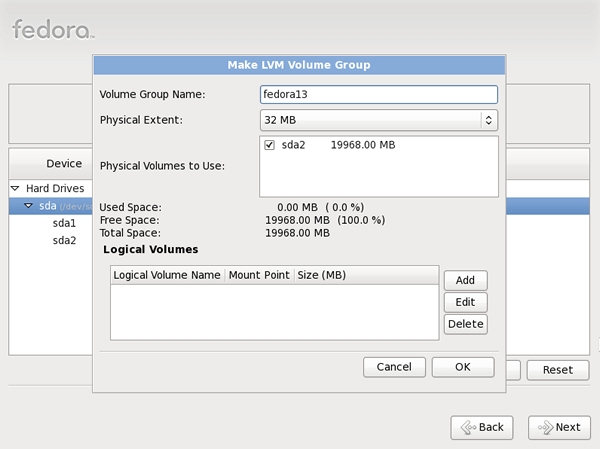 fedora
Make LVM Volume Group
Volume Group Name: fedora13
Physical Extent: 32 MB
Physical Volumes to Use: sda2 19968.00 MB
Used Space: 0.00 MB ( 0.0 %)
Free Space: 19968.00 MB (100.0 %)
Total Space: 19968.00 MB
Logical Volumes
Logical Volume Name Mount Point Size (MB)
Add
Edit
Delete
Cancel OK
Device
Hard Drives
sda
sda1
sda2
Reset
Back Next